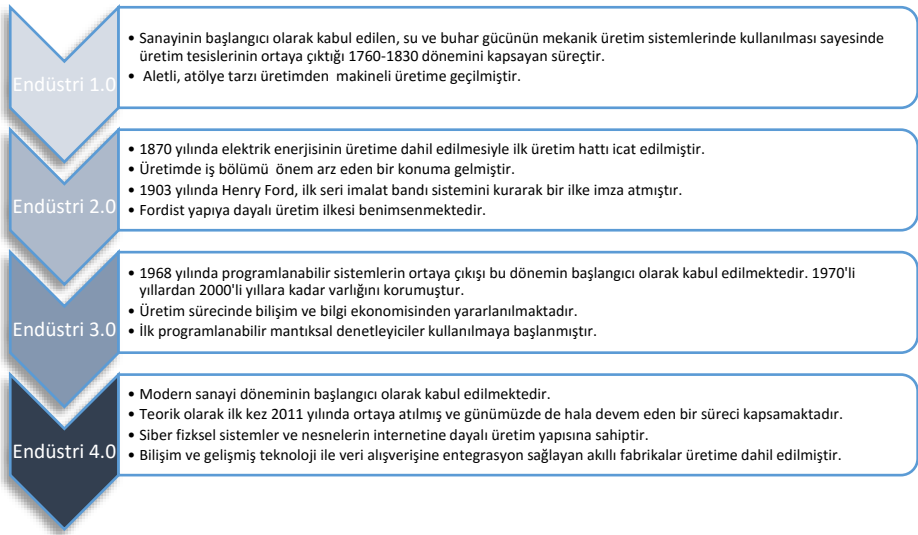 Endüstri 1.0
• Sanayinin başlangıcı olarak kabul edilen, su ve buhar gücünün mekanik üretim sistemlerinde kullanılması sayesinde
üretim tesislerinin ortaya çıktığı 1760-1830 dönemini kapsayan süreçtir.
• Aletli, atölye tarzı üretimden makineli üretime geçilmiştir.
Endüstri 2.0
• 1870 yılında elektrik enerjisinin üretime dahil edilmesiyle ilk üretim hattı icat edilmiştir.
• Üretimde iş bölümü önem arz eden bir konuma gelmiştir.
• 1903 yılında Henry Ford, ilk seri imalat bandı sistemini kurarak bir ilke imza atmıştır.
• Fordist yapıya dayalı üretim ilkesi benimsenmektedir.
Endüstri 3.0
• 1968 yılında programlanabilir sistemlerin ortaya çıkışı bu dönemin başlangıcı olarak kabul edilmektedir. 1970'li
yıllardan 2000'li yıllara kadar varlığını korumuştur.
• Üretim sürecinde bilişim ve bilgi ekonomisinden yararlanılmaktadır.
• İlk programlanabilir mantıksal denetleyiciler kullanılmaya başlanmıştır.
Endüstri 4.0
• Modern sanayi döneminin başlangıcı olarak kabul edilmektedir.
• Teorik olarak ilk kez 2011 yılında ortaya atılmış ve günümüzde de hala devem eden bir süreci kapsamaktadır.
• Siber fizksel sistemler ve nesnelerin internetine dayalı üretim yapısına sahiptir.
• Bilişim ve gelişmiş teknoloji ile veri alışverişine entegrasyon sağlayan akıllı fabrikalar üretime dahil edilmiştir.